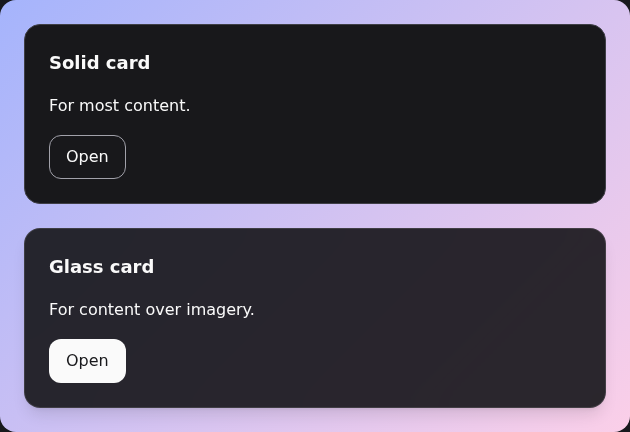 Solid card
For most content.
Open
Glass card
For content over imagery.
Open